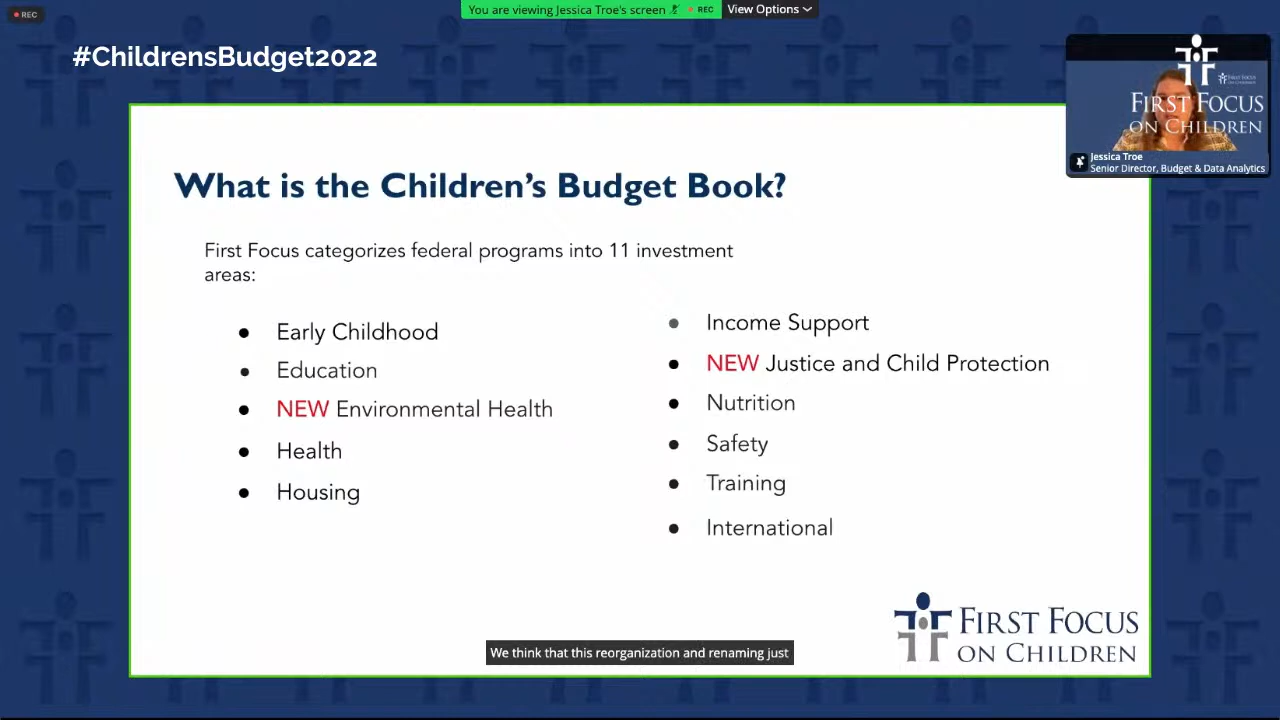 REC
You are viewing Jessica Troe's screen
REC
View Options
#ChildrensBudget2022
FIRST FOCUS
ON CHILDREN
Jessica Troe
Senior Director, Budget & Data Analytics
What is the Children's Budget Book?
First Focus categorizes federal programs into 11 investment
areas:
● Early Childhood
● Education
● NEW Environmental Health
● Health
● Housing
● Income Support
● NEW Justice and Child Protection
● Nutrition
● Safety
● Training
● International
FIRST FOCUS
ON CHILDREN
We think that this reorganization and renaming just